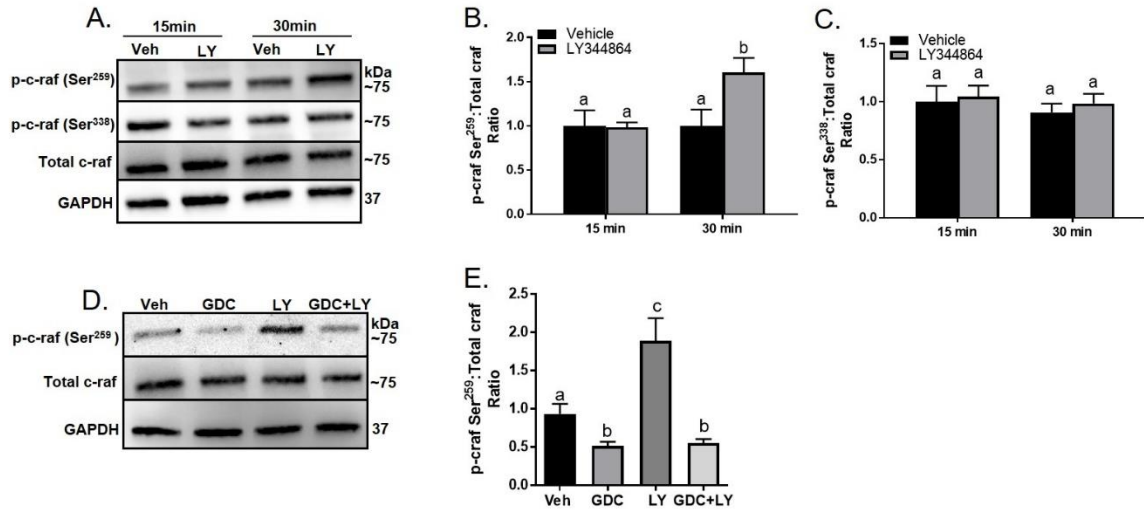 A.
15min 30min
Veh LY Veh LY
kDa
p-c-raf (Ser²⁵⁹) ~75
p-c-raf (Ser³³⁸) ~75
Total c-raf ~75
GAPDH 37
B.
Vehicle
LY344864
p-craf Ser²⁵⁹:Total craf
Ratio
2.0
1.5
1.0
0.5
0.0
a a a b
15 min 30 min
C.
Vehicle
LY344864
p-craf Ser³³⁸:Total craf
Ratio
1.5
1.0
0.5
0.0
a a a a
15 min 30 min
D.
Veh GDC LY GDC+LY
kDa
p-c-raf (Ser²⁵⁹) ~75
Total c-raf ~75
GAPDH 37
E.
p-craf Ser²⁵⁹:Total craf
Ratio
2.5
2.0
1.5
1.0
0.5
0.0
a b c b
Veh GDC LY GDC+LY